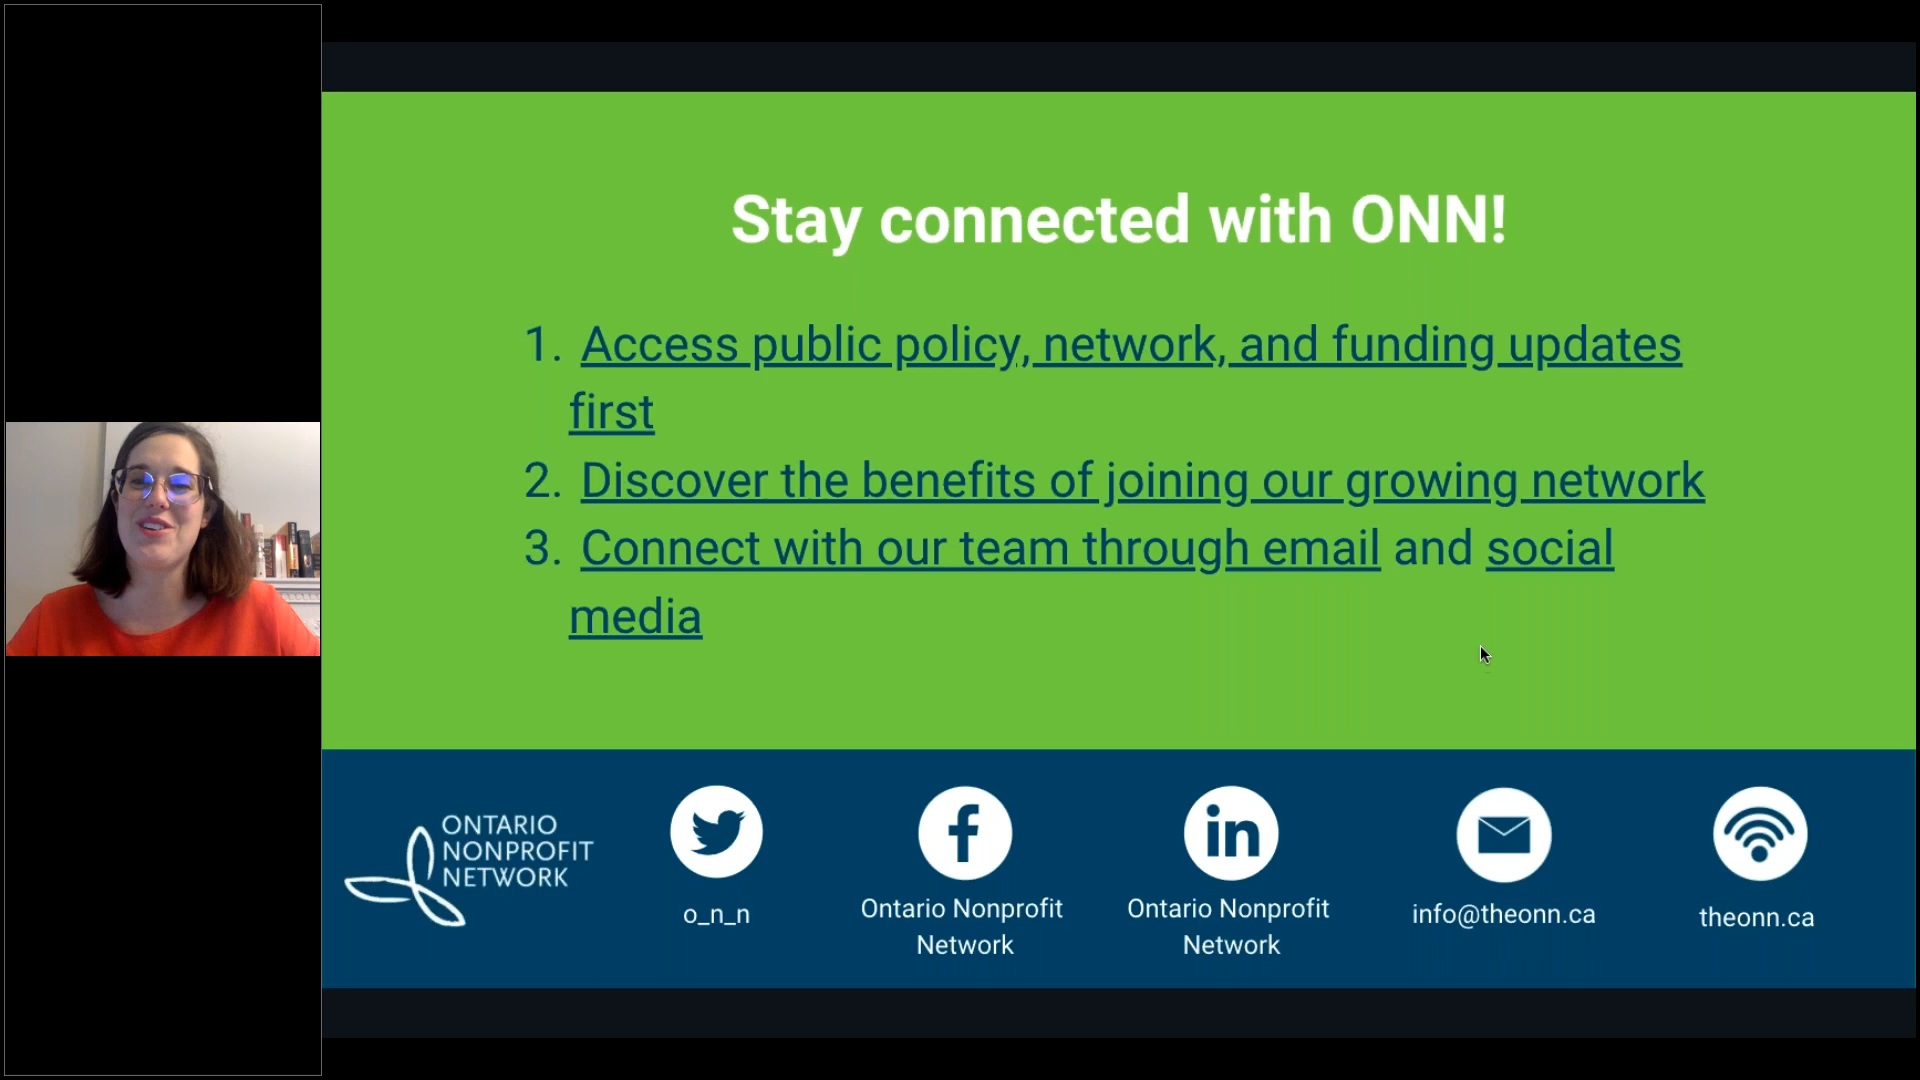 Stay connected with ONN!
1. Access public policy, network, and funding updates
first
2. Discover the benefits of joining our growing network
3. Connect with our team through email and social
media
ONTARIO
NONPROFIT
NETWORK
o_n_n
Ontario Nonprofit
Network
Ontario Nonprofit
Network
info@theonn.ca
theonn.ca